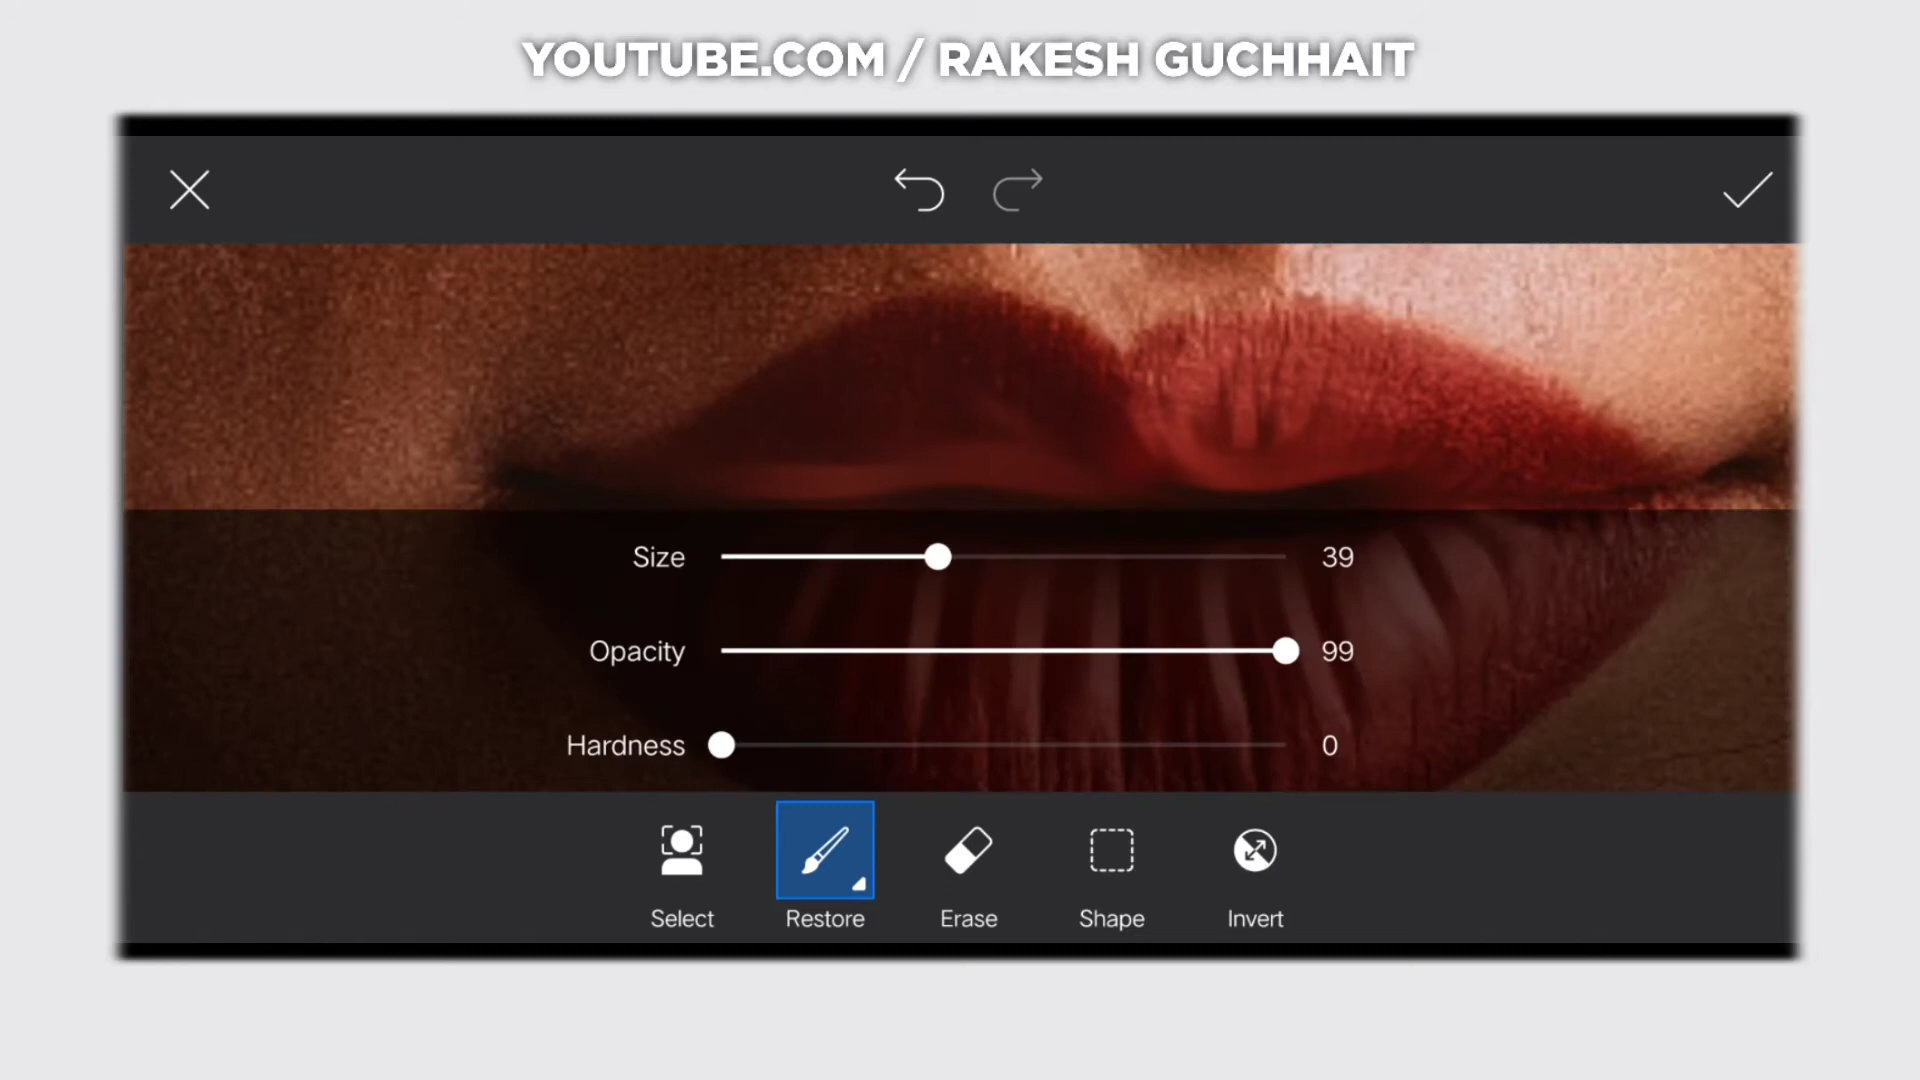 YOUTUBE.COM / RAKESH GUCHHAIT
Size 39
Opacity 99
Hardness 0
Select Restore Erase Shape Invert